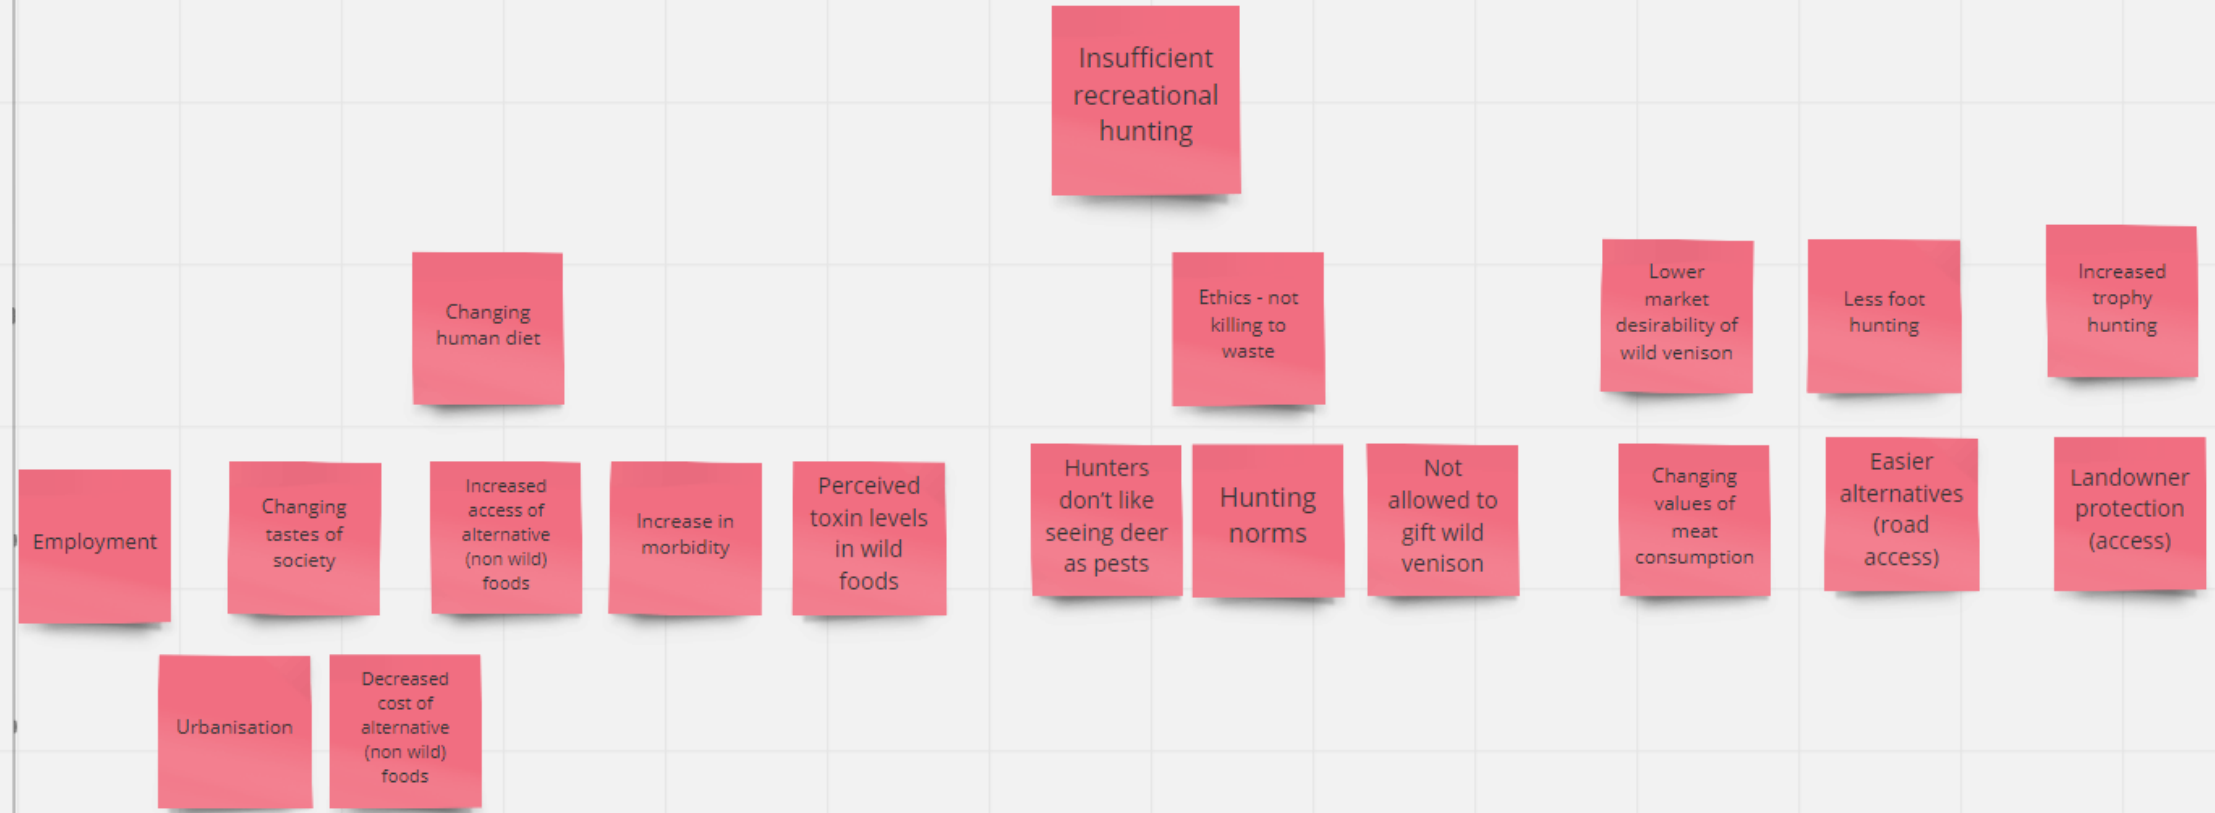 Insufficient
recreational
hunting
Changing
human diet
Ethics - not
killing to
waste
Lower
market
desirability of
wild venison
Less foot
hunting
Increased
trophy
hunting
Employment
Changing
tastes of
society
Increased
access of
alternative
(non wild)
foods
Increase in
morbidity
Perceived
toxin levels
in wild
foods
Hunters
don't like
seeing deer
as pests
Hunting
norms
Not
allowed to
gift wild
venison
Changing
values of
meat
consumption
Easier
alternatives
(road
access)
Landowner
protection
(access)
Urbanisation
Decreased
cost of
alternative
(non wild)
foods